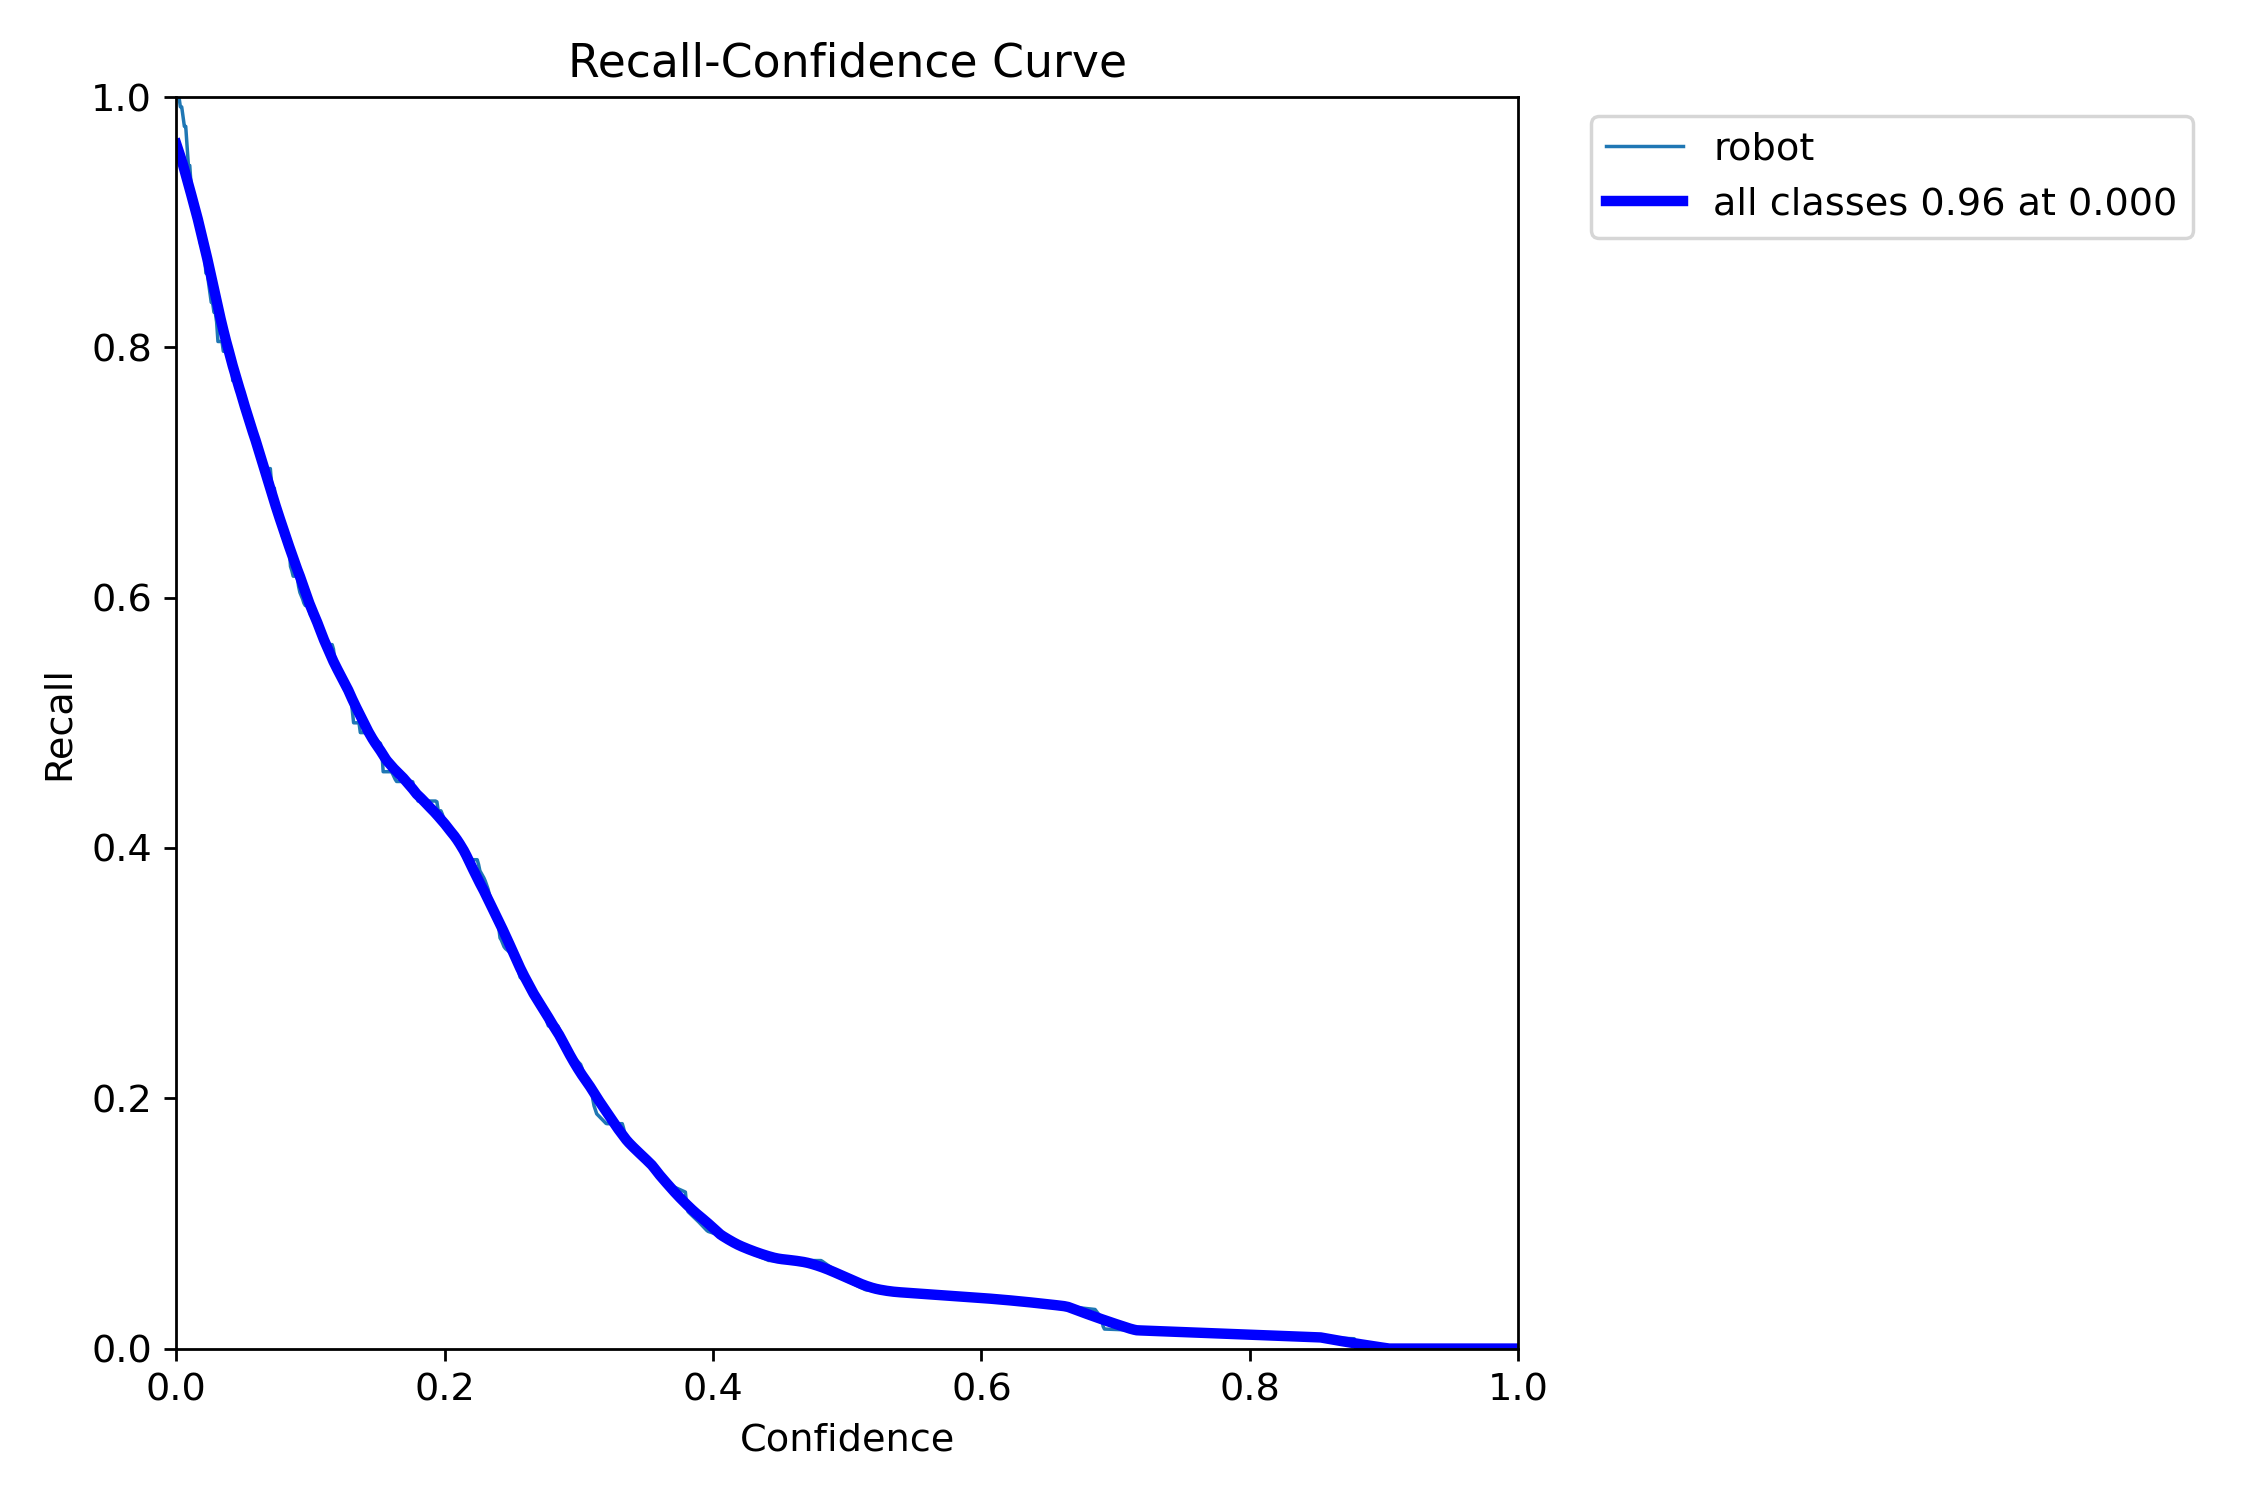 Recall-Confidence Curve
robot
all classes 0.96 at 0.000
1.0
0.8
0.6
0.4
0.2
0.0
Recall
0.0 0.2 0.4 0.6 0.8 1.0
Confidence